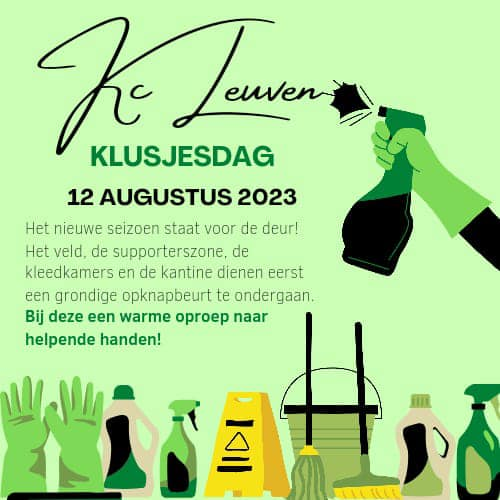 Kc Leuven
KLUSJESDAG
12 AUGUSTUS 2023
Het nieuwe seizoen staat voor de deur!
Het veld, de supporterszone, de
kleedkamers en de kantine dienen eerst
een grondige opknapbeurt te ondergaan.
Bij deze een warme oproep naar
helpende handen!